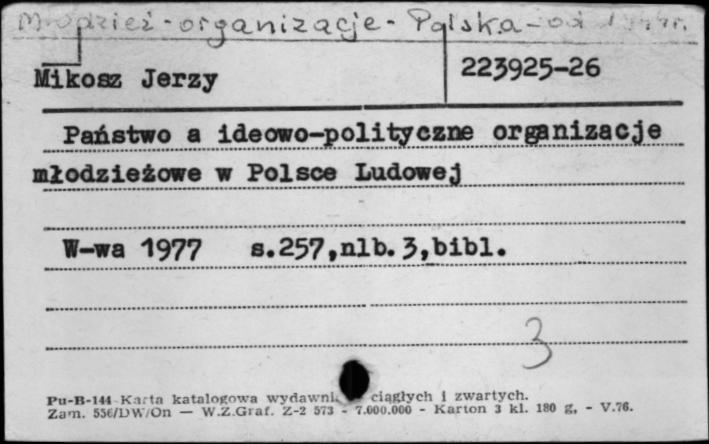 Młodzież - organizacje - Polska - od 1944r.
Mikosz Jerzy
223925-26
Państwo a ideowo-polityczne organizacje
młodzieżowe w Polsce Ludowej
W-wa 1977 s.257,nlb.3,bibl.
3
Pu-B-144 Karta katalogowa ciągłych i zwartych.
Zam. 556/DW/On — W.Z.Graf. Z-2 573 - 7.000.000 - Karton 3 kl. 180 g. - V.76.